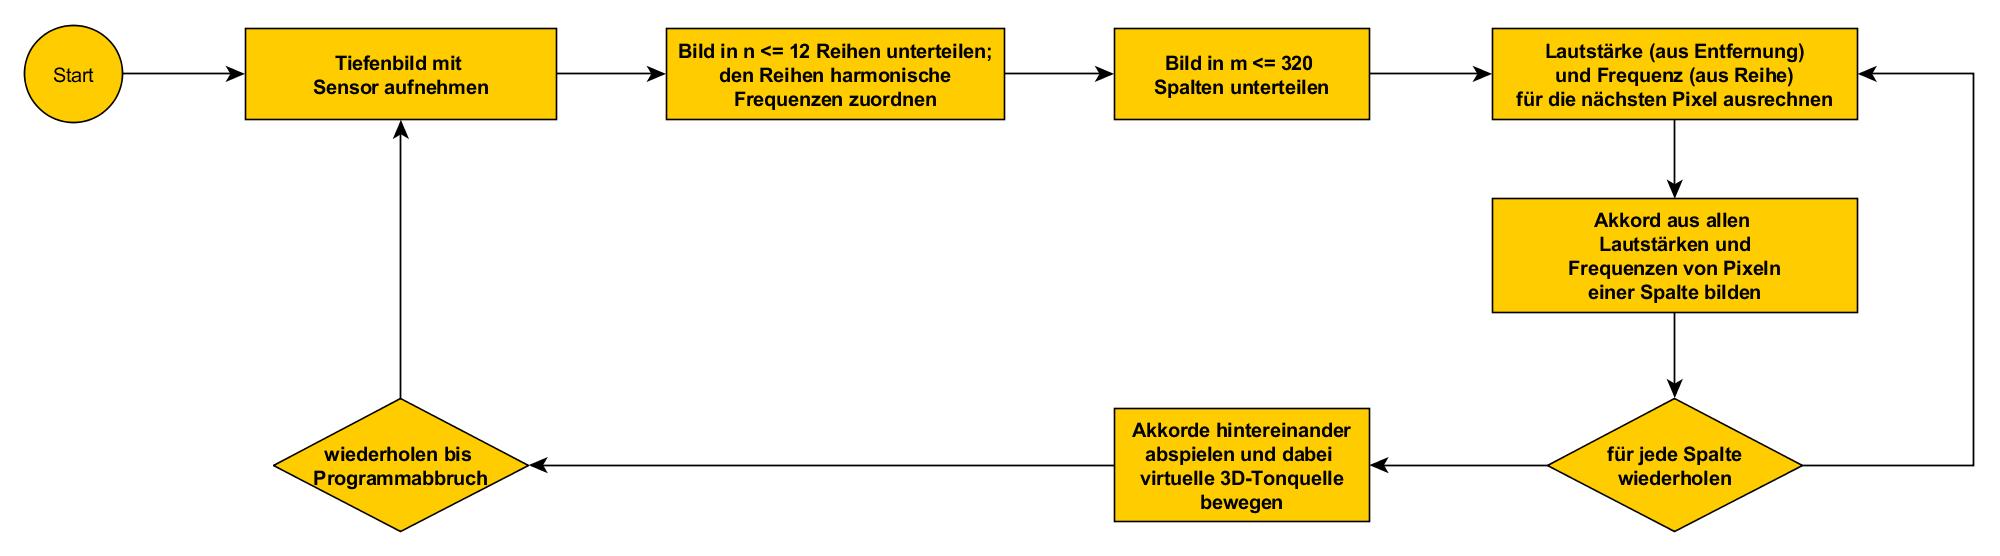 Start
Tiefenbild mit
Sensor aufnehmen
Bild in n <= 12 Reihen unterteilen;
den Reihen harmonische
Frequenzen zuordnen
Bild in m <= 320
Spalten unterteilen
Lautstärke (aus Entfernung)
und Frequenz (aus Reihe)
für die nächsten Pixel ausrechnen
Akkord aus allen
Lautstärken und
Frequenzen von Pixeln
einer Spalte bilden
für jede Spalte
wiederholen
Akkorde hintereinander
abspielen und dabei
virtuelle 3D-Tonquelle
bewegen
wiederholen bis
Programmabbruch